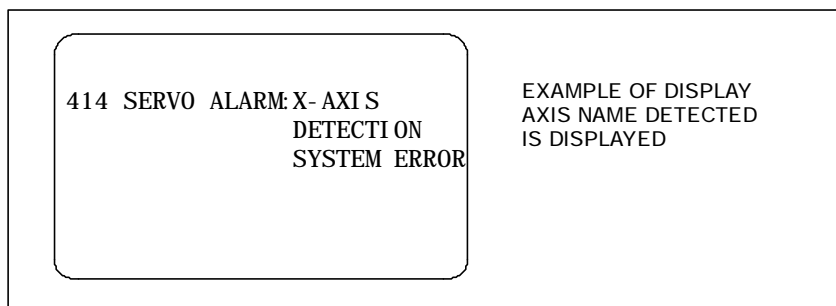 414 SERVO ALARM:X-AXIS
DETECTION
SYSTEM ERROR
EXAMPLE OF DISPLAY
AXIS NAME DETECTED
IS DISPLAYED